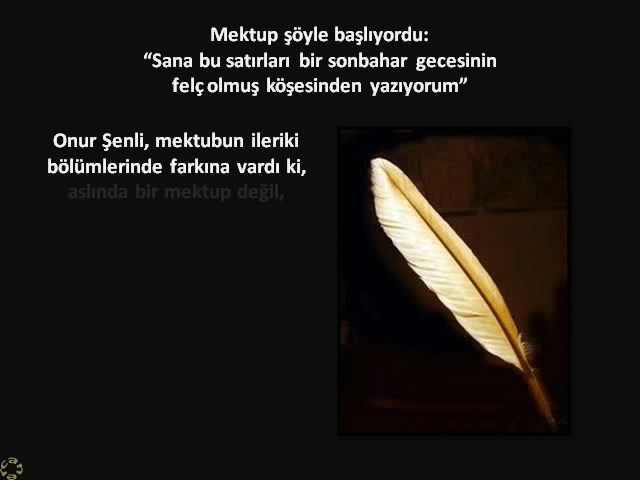 Mektup şöyle başlıyordu:
“Sana bu satırları bir sonbahar gecesinin
felç olmuş köşesinden yazıyorum”
Onur Şenli, mektubun ileriki
bölümlerinde farkına vardı ki,
aslında bir mektup değil,